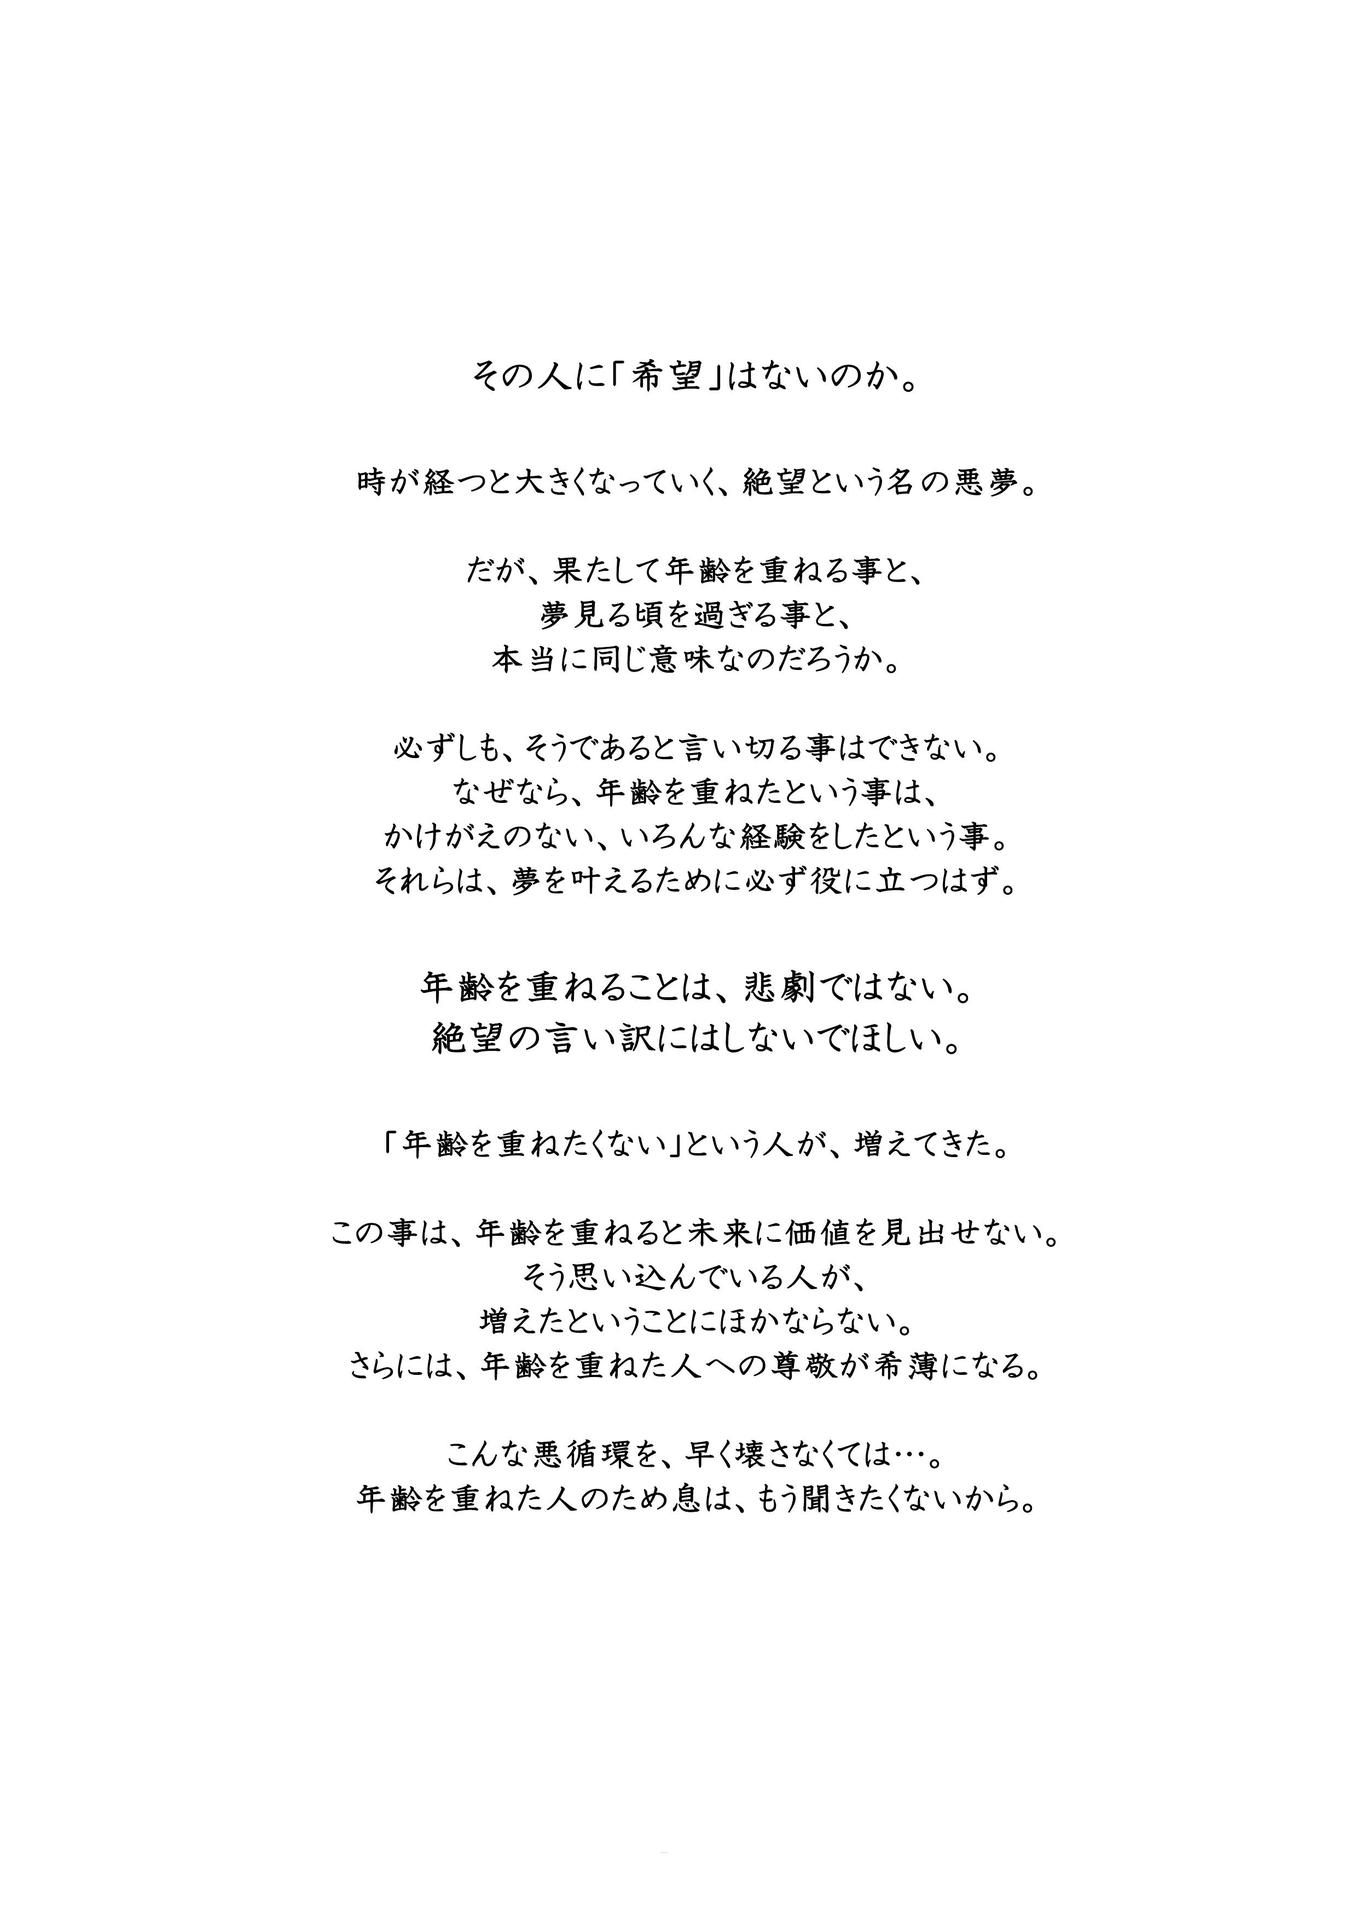 その人に「希望」はないのか。
時が経つと大きくなっていく、絶望という名の悪夢。
だが、果たして年齢を重ねる事と、
夢見る頃を過ぎる事と、
本当に同じ意味なのだろうか。
必ずしも、そうであると言い切る事はできない。
なぜなら、年齢を重ねたという事は、
かけがえのない、いろんな経験をしたという事。
それらは、夢を叶えるために必ず役に立つはず。
年齢を重ねることは、悲劇ではない。
絶望の言い訳にはしないでほしい。
「年齢を重ねたくない」という人が、増えてきた。
この事は、年齢を重ねると未来に価値を見出せない。
そう思い込んでいる人が、
増えたということにほかならない。
さらには、年齢を重ねた人への尊敬が希薄になる。
こんな悪循環を、早く壊さなくては…。
年齢を重ねた人のため息は、もう聞きたくないから。